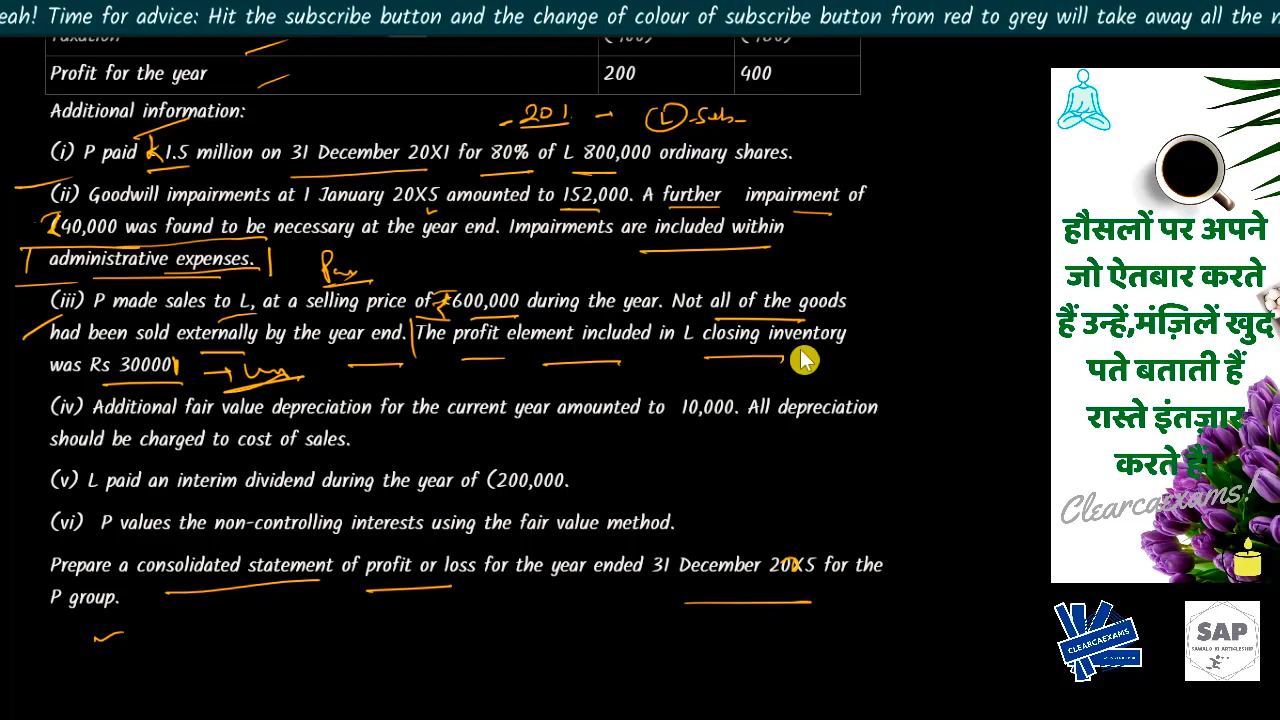 eah! Time for advice: Hit the subscribe button and the change of colour of subscribe button from red to grey will take away all the
Taxation
Profit for the year 200 400
Additional information:
20% → L Sub
(i) P paid 1.5 million on 31 December 20X1 for 80% of L 800,000 ordinary shares.
(ii) Goodwill impairments at 1 January 20X5 amounted to 152,000. A further impairment of
40,000 was found to be necessary at the year end. Impairments are included within
administrative expenses.
(iii) P made sales to L, at a selling price of 600,000 during the year. Not all of the goods
had been sold externally by the year end. The profit element included in L closing inventory
was Rs 30000
(iv) Additional fair value depreciation for the current year amounted to 10,000. All depreciation
should be charged to cost of sales.
(v) L paid an interim dividend during the year of (200,000.
(vi) P values the non-controlling interests using the fair value method.
Prepare a consolidated statement of profit or loss for the year ended 31 December 20X5 for the
P group.
हौसलों पर अपने
जो ऐतबार करते
हैं उन्हें,मंज़िलें खुद
पते बताती हैं
रास्ते इंतज़ार
करते हैं।
Clearcaexams!
CLEARCAEXAMS
SAP
SAWALO KI ARTICLESHIP